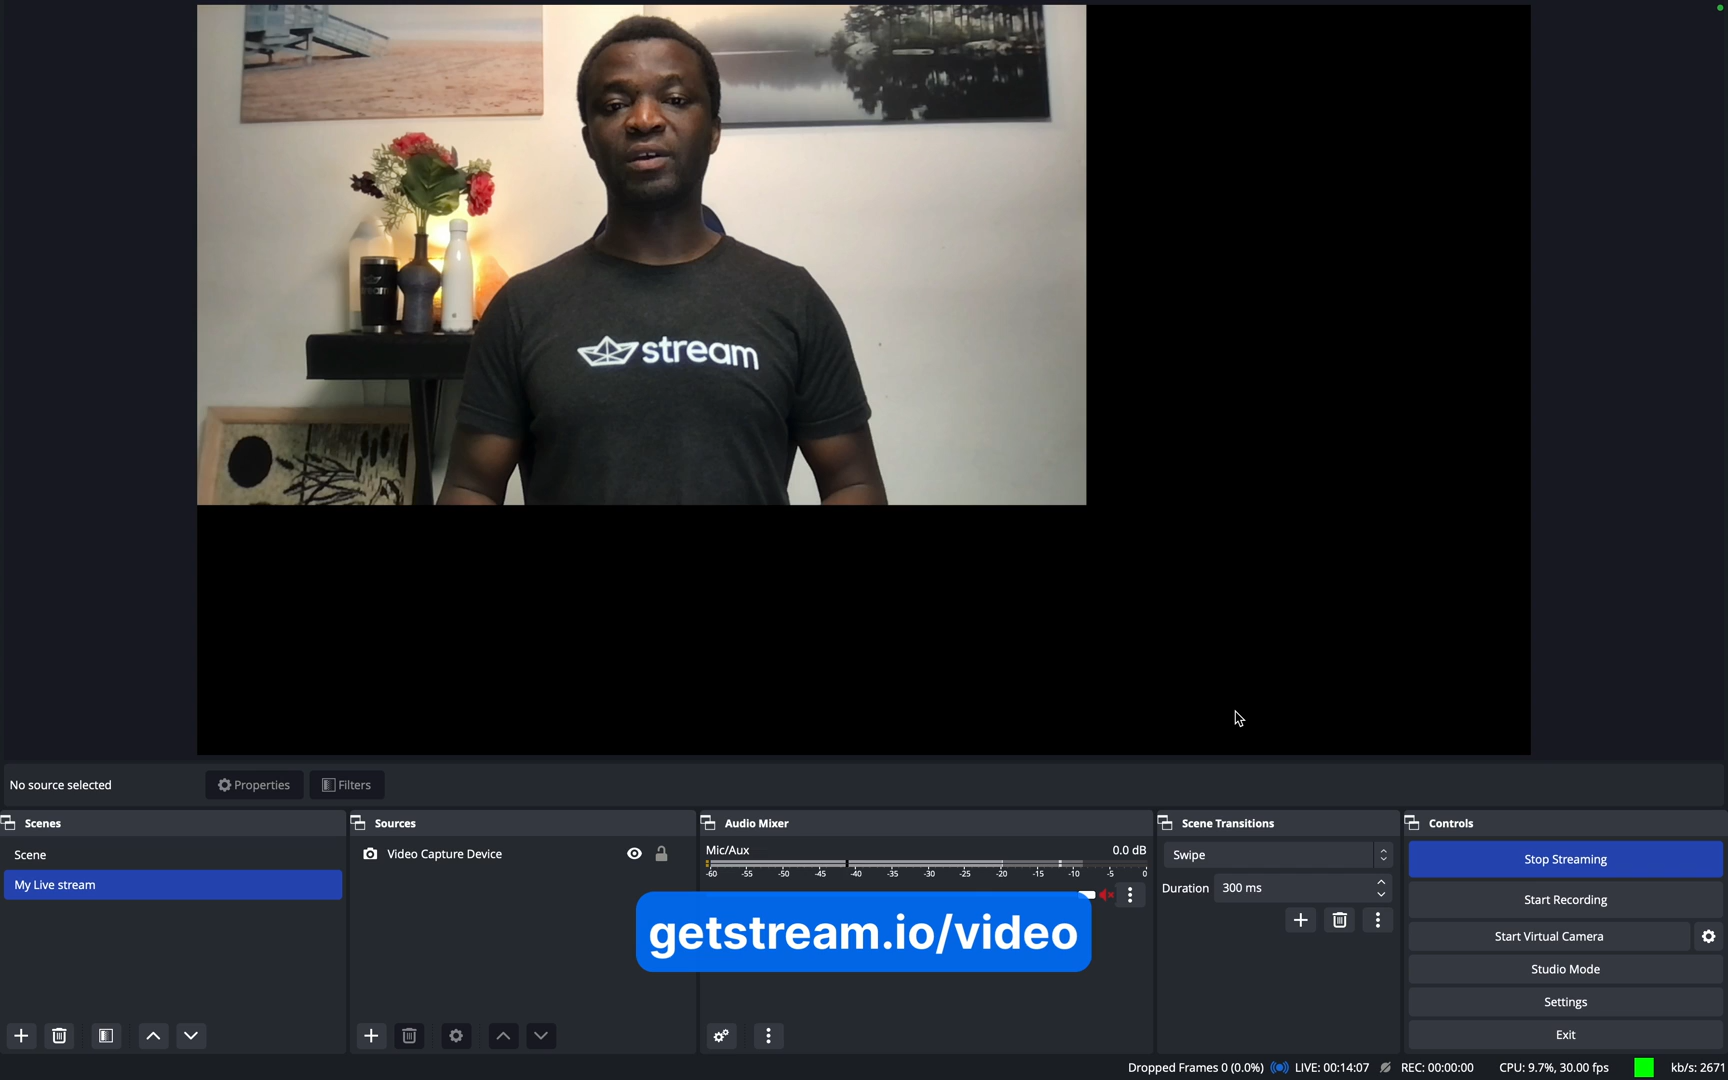 stream
No source selected
Properties
Filters
Scenes
Scene
My Live stream
Sources
Video Capture Device
Audio Mixer
Mic/Aux 0.0 dB
-60 -55 -50 -45 -40 -35 -30 -25 -20 -15 -10 -5 0
getstream.io/video
Scene Transitions
Swipe
Duration 300 ms
Controls
Stop Streaming
Start Recording
Start Virtual Camera
Studio Mode
Settings
Exit
Dropped Frames 0 (0.0%) LIVE: 00:14:07 REC: 00:00:00 CPU: 9.7%, 30.00 fps kb/s: 2671